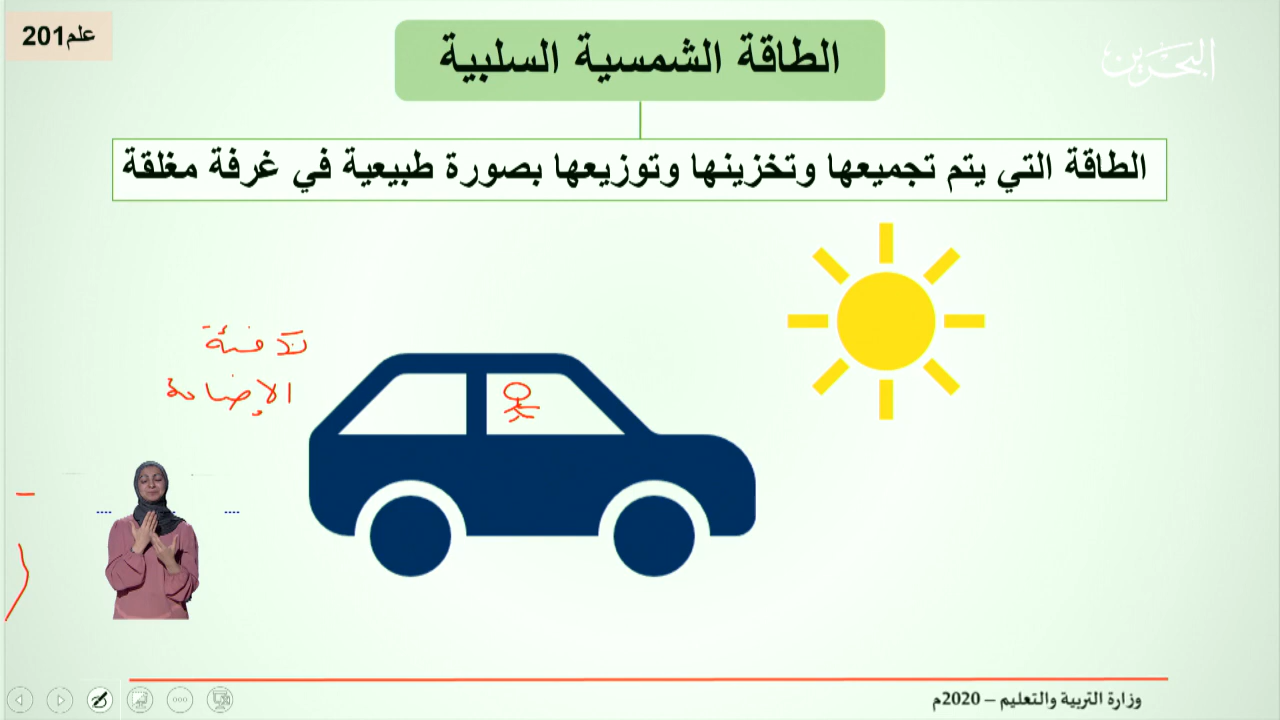 علم201
الطاقة الشمسية السلبية
البحرين
الطاقة التي يتم تجميعها وتخزينها وتوزيعها بصورة طبيعية في غرفة مغلقة
تدفئة
الإضاءة
وزارة التربية والتعليم – 2020م